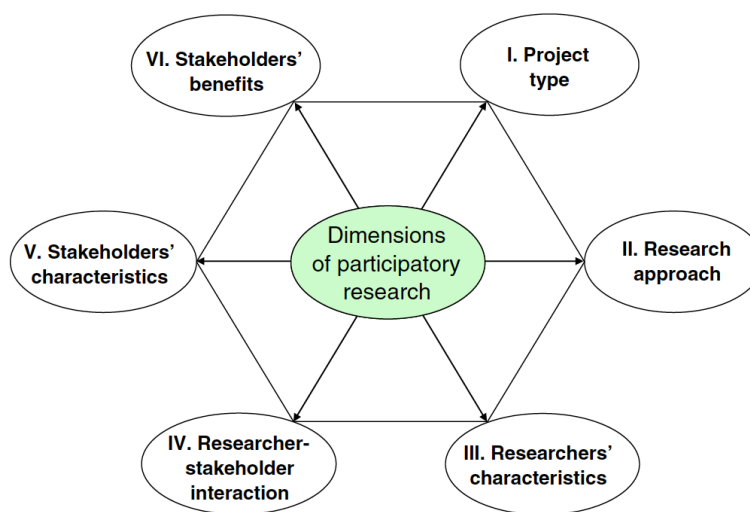 VI. Stakeholders’
benefits
I. Project
type
Dimensions
of participatory
research
V. Stakeholders’
characteristics
II. Research
approach
IV. Researcher-
stakeholder
interaction
III. Researchers’
characteristics